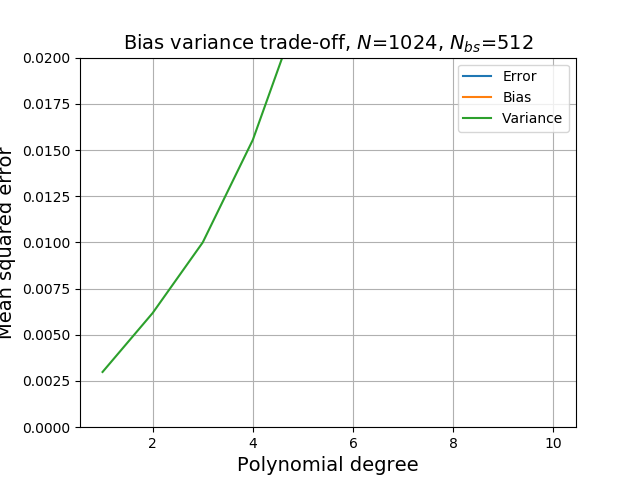 Bias variance trade-off, N=1024, N_bs=512
Mean squared error
0.0200
0.0175
0.0150
0.0125
0.0100
0.0075
0.0050
0.0025
0.0000
Error
Bias
Variance
2 4 6 8 10
Polynomial degree